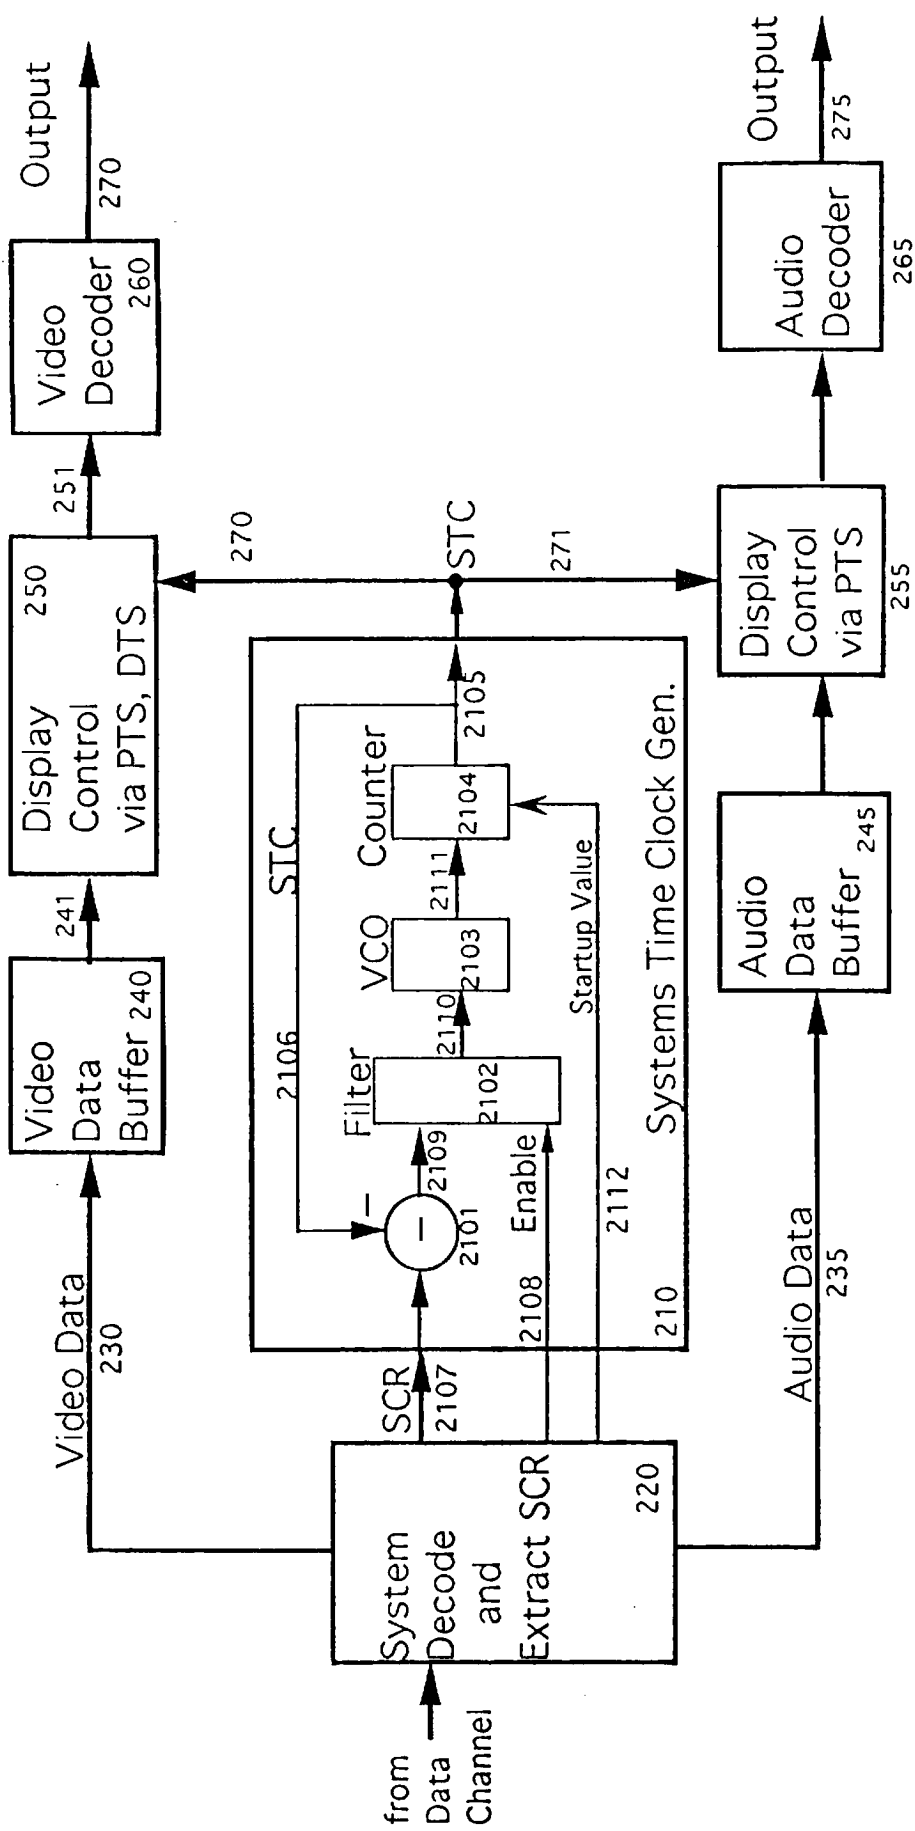 from
Data
Channel
System
Decode
and
Extract SCR
220
Video Data
230
Video
Data
Buffer 240
241
Display
Control
via PTS, DTS
250
251
Video
Decoder
260
270
Output
SCR
2107
2108
Enable
2112
Startup Value
210
Systems Time Clock Gen.
2106
STC
-
-
2101
2109
Filter
2102
2110
VCO
2103
2111
Counter
2104
2105
STC
270
271
Audio Data
235
Audio
Data
Buffer
245
Display
Control
via PTS
255
Audio
Decoder
265
275
Output